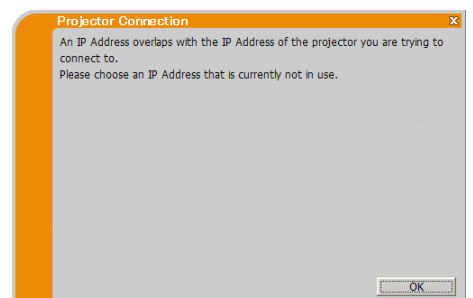 Projector Connection x
An IP Address overlaps with the IP Address of the projector you are trying to
connect to.
Please choose an IP Address that is currently not in use.
OK